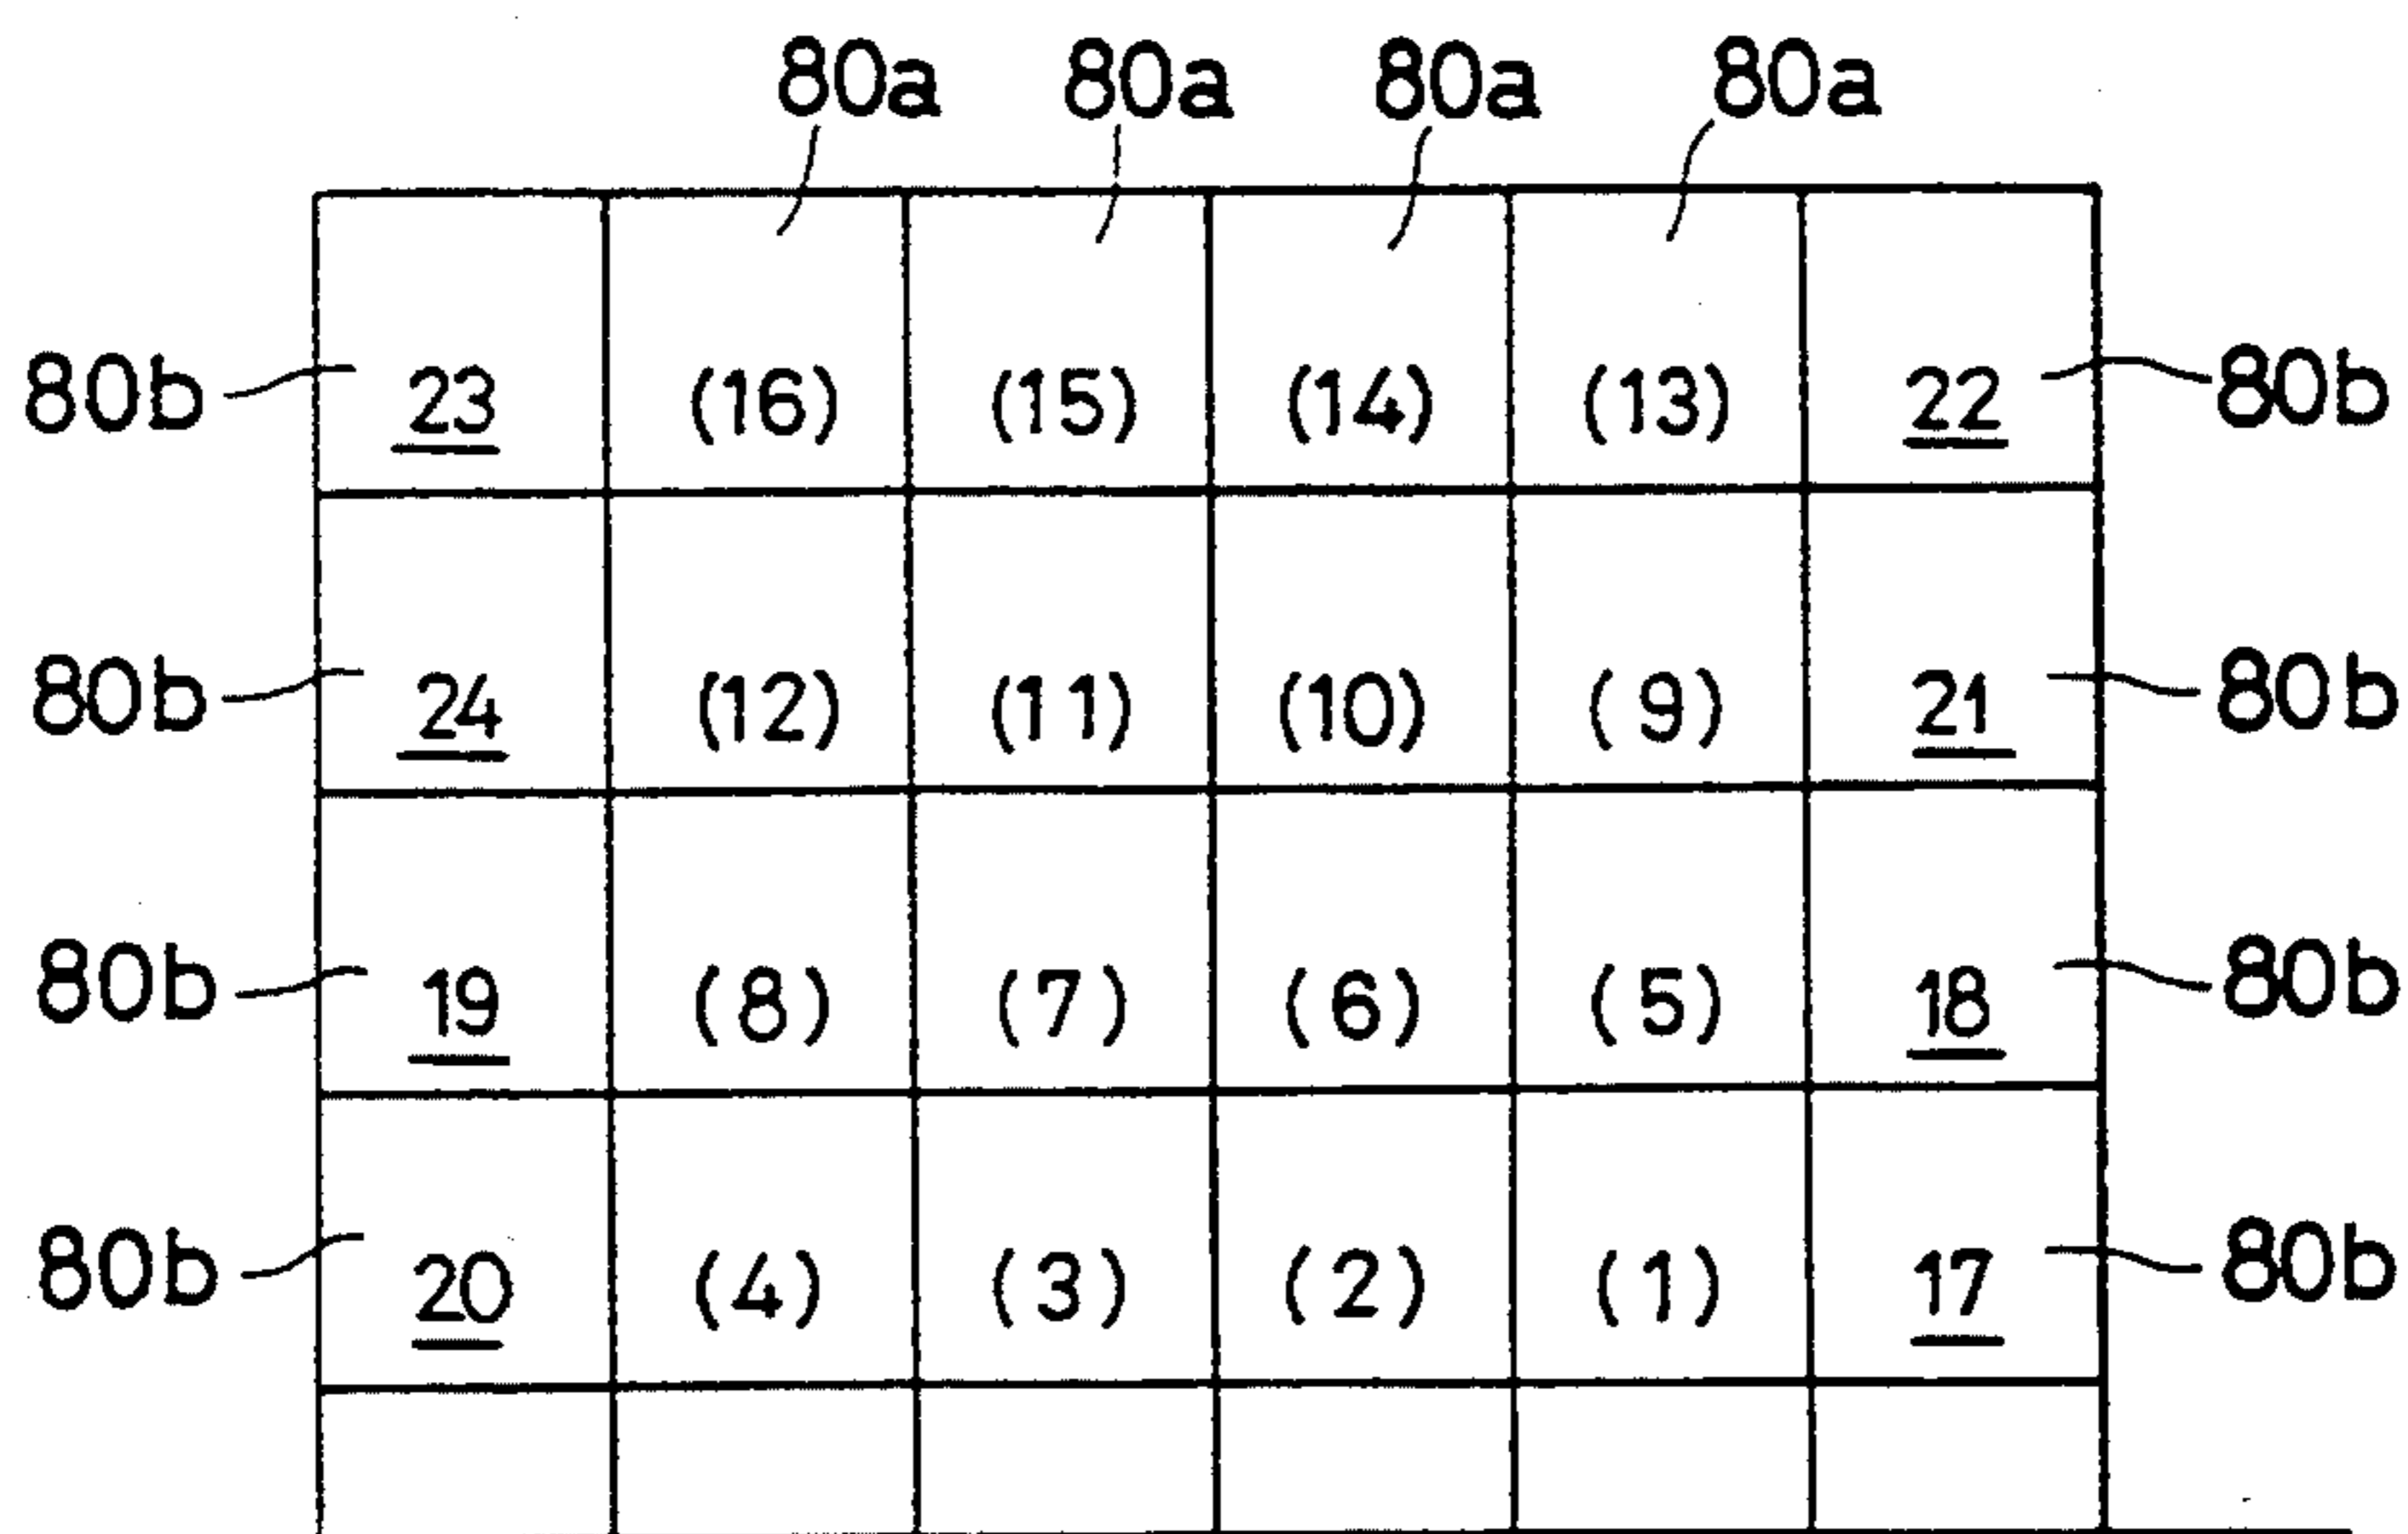 80a 80a 80a 80a
80b 23 (16) (15) (14) (13) 22 80b
80b 24 (12) (11) (10) (9) 21 80b
80b 19 (8) (7) (6) (5) 18 80b
80b 20 (4) (3) (2) (1) 17 80b